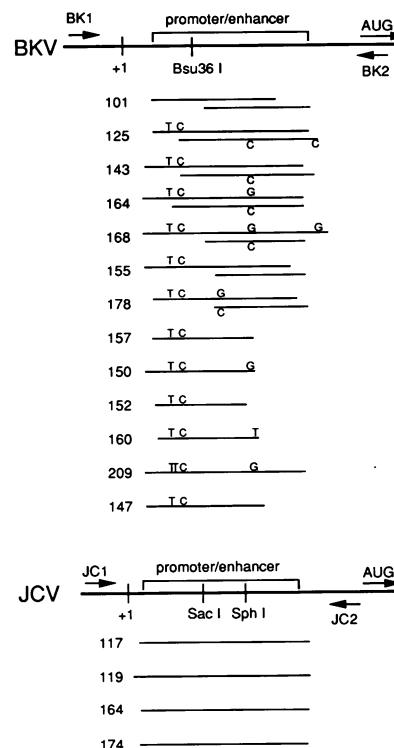 BK1 promoter/enhancer AUG
BKV
+1 Bsu36 I BK2
101
T C
125
C C
T C
143
C
T C G
164
C
T C G G
168
C
T C
155
T C G
178
C
T C
157
T C G
150
T C
152
T C T
160
TTC G
209
T C
147
JC1 promoter/enhancer AUG
JCV
+1 Sac I Sph I JC2
117
119
164
174